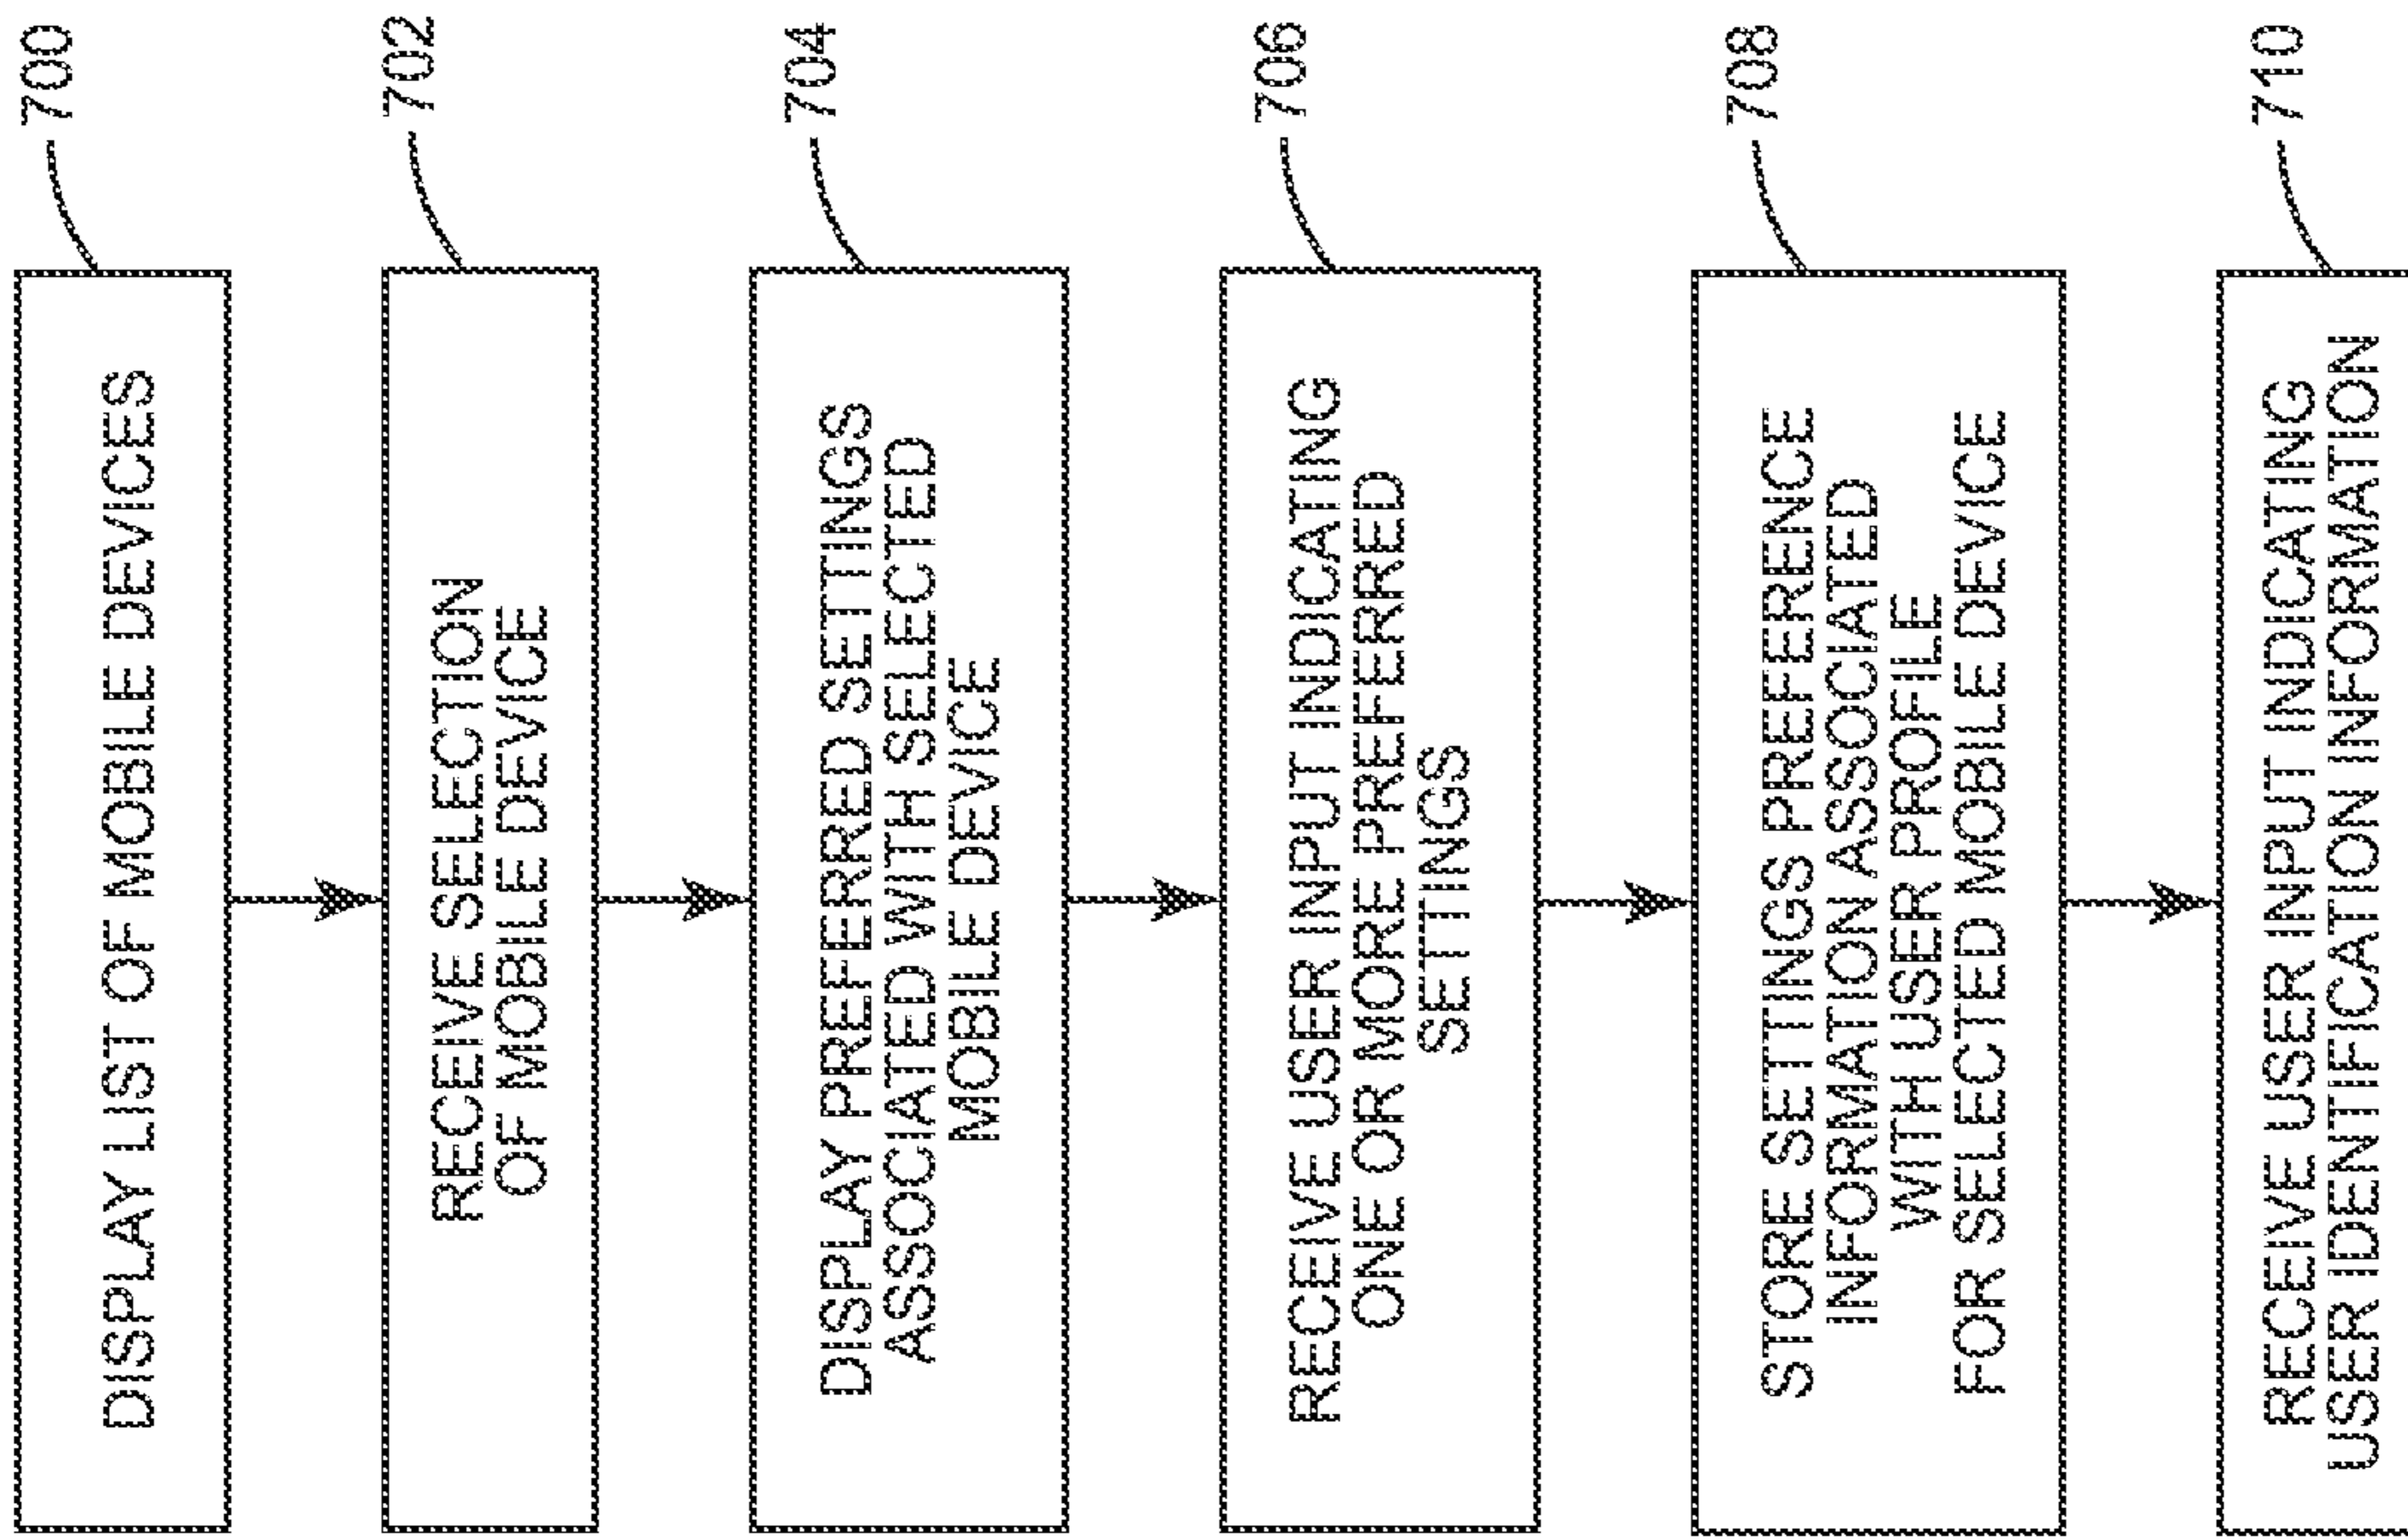 700
DISPLAY LIST OF MOBILE DEVICES
702
RECEIVE SELECTION
OF MOBILE DEVICE
704
DISPLAY PREFERRED SETTINGS
ASSOCIATED WITH SELECTED
MOBILE DEVICE
706
RECEIVE USER INPUT INDICATING
ONE OR MORE PREFERRED
SETTINGS
708
STORE SETTINGS PREFERENCE
INFORMATION ASSOCIATED
WITH USER PROFILE
FOR SELECTED MOBILE DEVICE
710
RECEIVE USER INPUT INDICATING
USER IDENTIFICATION INFORMATION